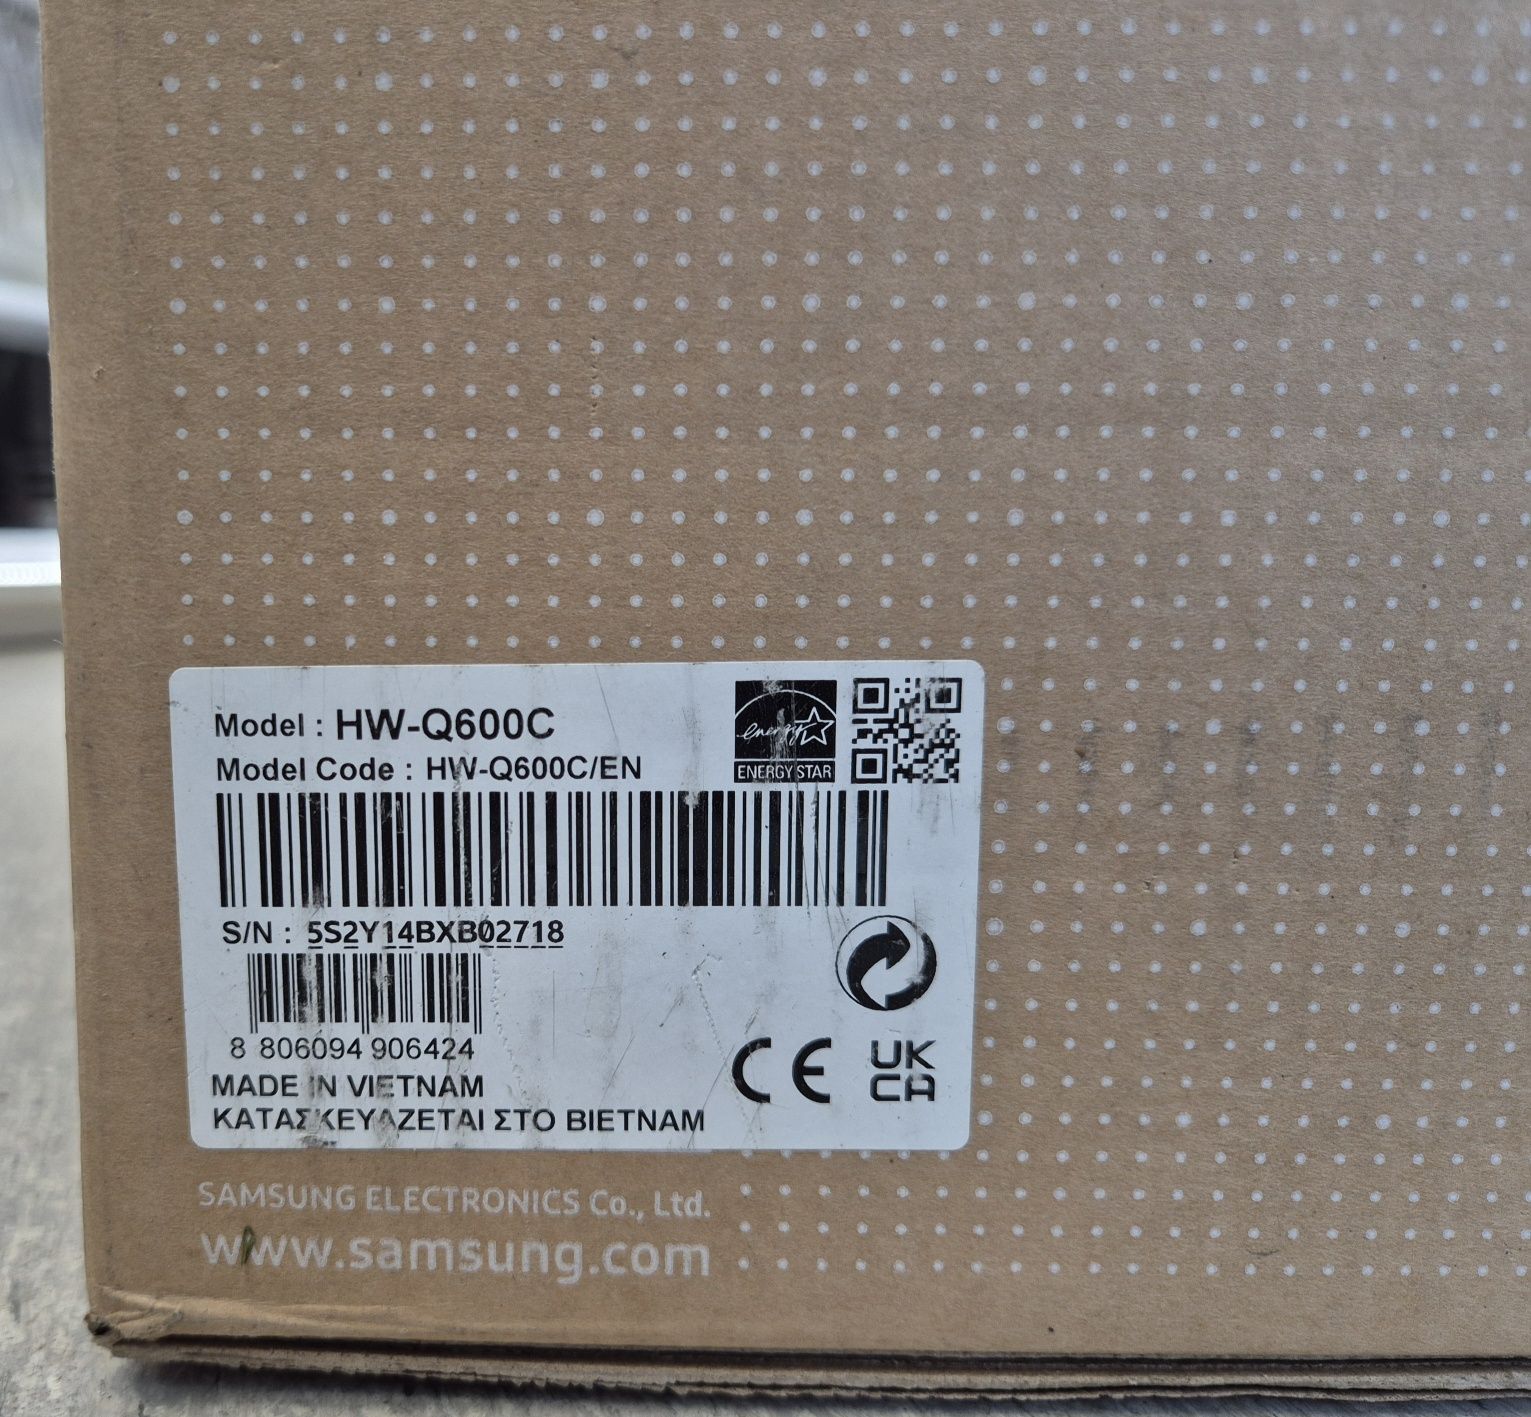 Model : HW-Q600C
Model Code : HW-Q600C/EN
energy
ENERGY STAR
S/N : 5S2Y14BXB02718
8 806094 906424
MADE IN VIETNAM
ΚΑΤΑΣΚΕΥΑΖΕΤΑΙ ΣΤΟ ΒΙΕΤΝΑΜ
CE
UK
CA
SAMSUNG ELECTRONICS Co., Ltd.
www.samsung.com